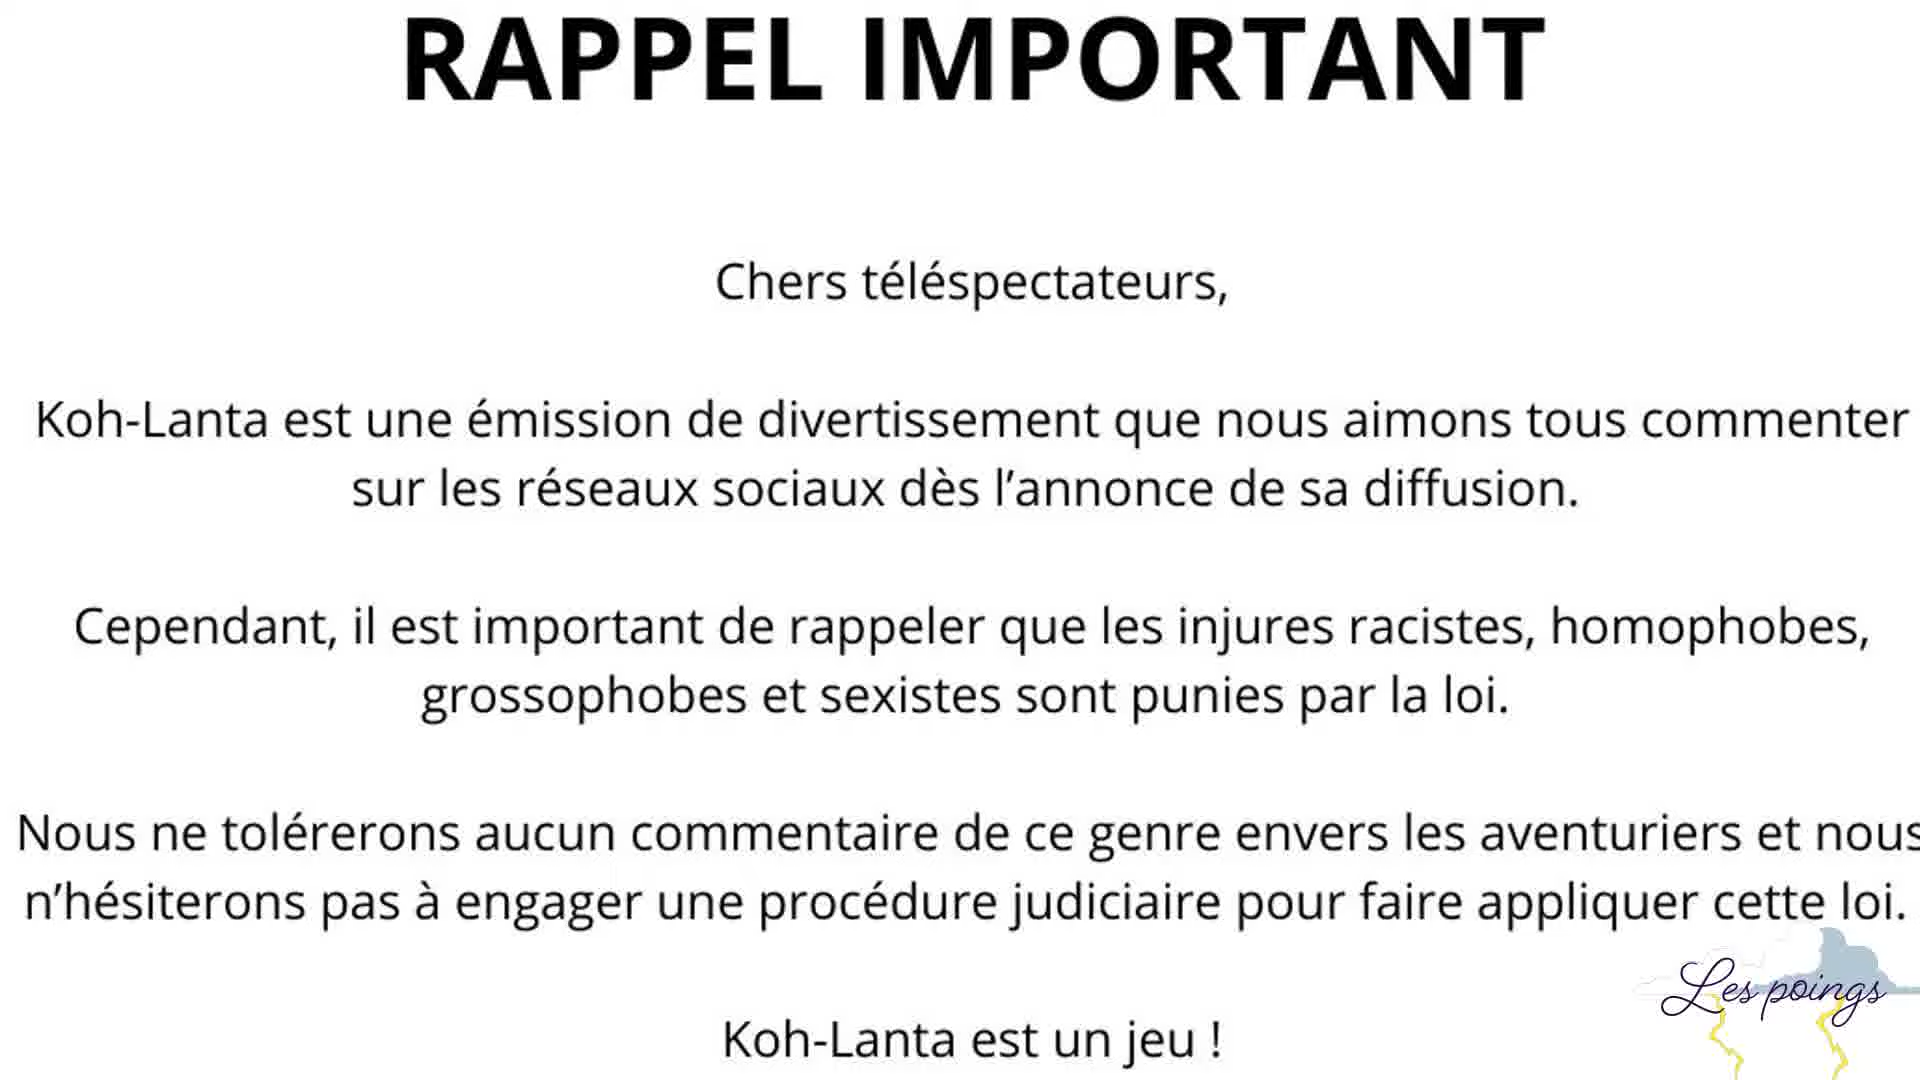 RAPPEL IMPORTANT
Chers téléspectateurs,
Koh-Lanta est une émission de divertissement que nous aimons tous commenter
sur les réseaux sociaux dès l’annonce de sa diffusion.
Cependant, il est important de rappeler que les injures racistes, homophobes,
grossophobes et sexistes sont punies par la loi.
Nous ne tolérerons aucun commentaire de ce genre envers les aventuriers et nous
n’hésiterons pas à engager une procédure judiciaire pour faire appliquer cette loi.
Les poings
Koh-Lanta est un jeu !